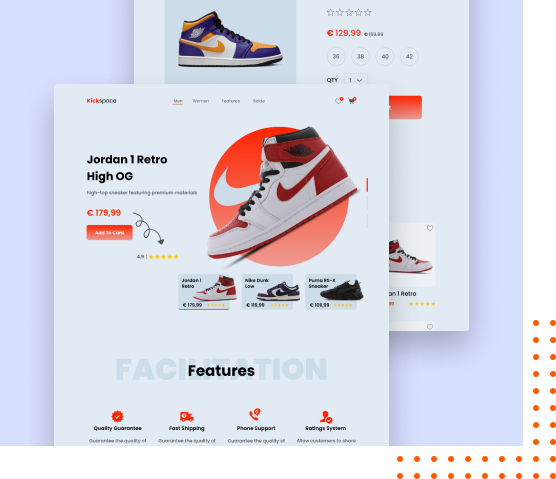 € 129.99 € 159.99
36 38 40 42
QTY 1
Kickspace
Men Women Features
Jordan 1 Retro
High OG
high-top sneaker featuring premium materials
€ 179,99
Add To Card
4.9 |
Jordan 1
Retro
€ 179,99
Nike Dunk
Low
€ 119,99
Puma RS-X
Sneaker
€ 109,99
an 1 Retro
FACILITATION
Features
Quality Guarantee
Guarantee the quality of
Fast Shipping
Guarantee the quality of
Phone Support
Guarantee the quality of
Ratings System
Allow customers to share